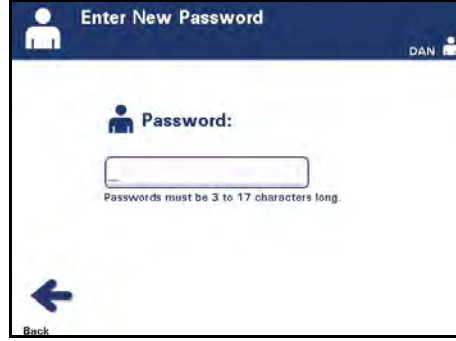 Enter New Password
DAN
Password:
Passwords must be 3 to 17 characters long.
Back